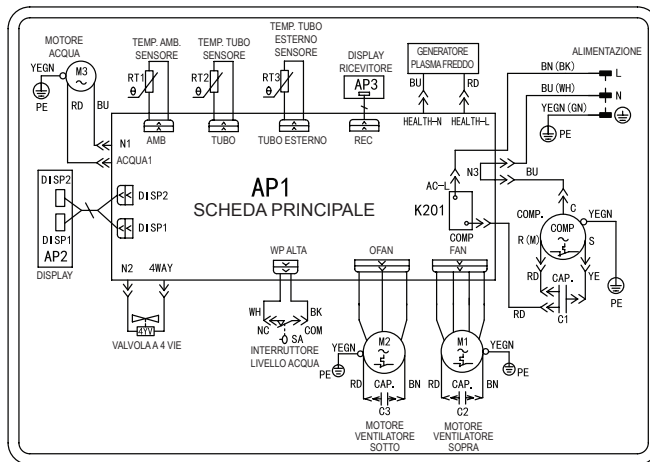 MOTORE
ACQUA
YEGN
M3
PE
RD
BU
TEMP. AMB.
SENSORE
RT1
θ
TEMP. TUBO
SENSORE
RT2
θ
TEMP. TUBO
ESTERNO
SENSORE
RT3
θ
DISPLAY
RICEVITORE
AP3
GENERATORE
PLASMA FREDDO
BU
RD
HEALTH-N
HEALTH-L
ALIMENTAZIONE
BN (BK)
L
BU (WH)
N
YEGN (GN)
PE
N1
ACQUA1
AMB
TUBO
TUBO ESTERNO
REC
DISP2
DISP1
AP2
DISPLAY
DISP2
DISP1
AP1
SCHEDA PRINCIPALE
AC-L
K201
COMP
N3
BU
C
COMP.
COMP
YEGN
R (M)
S
PE
RD
CAP.
YE
C1
RD
N2
4WAY
4YV
VALVOLA A 4 VIE
WP ALTA
WH
BK
NC
COM
SA
INTERRUTTORE
LIVELLO ACQUA
OFAN
YEGN
M2
PE
RD
CAP.
BN
C3
MOTORE
VENTILATORE
SOTTO
FAN
M1
YEGN
PE
RD
CAP.
BN
C2
MOTORE
VENTILATORE
SOPRA